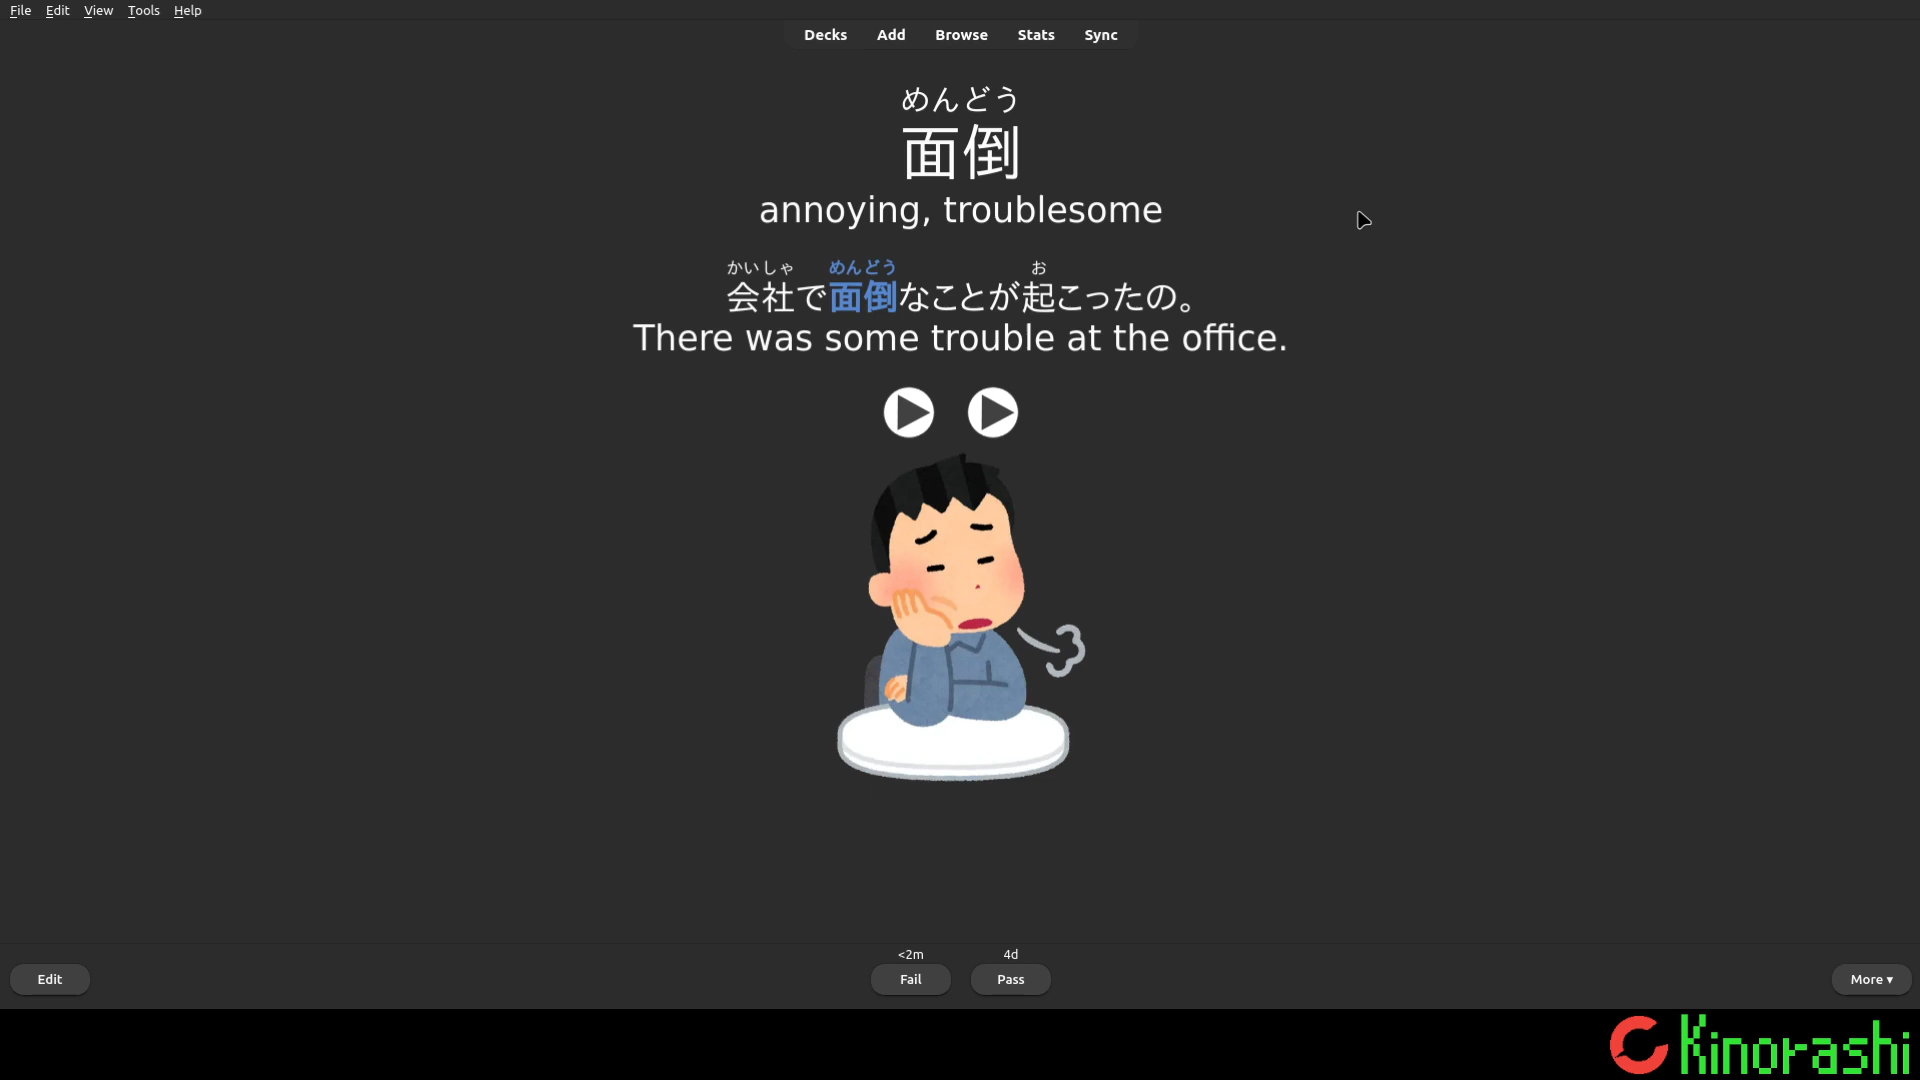 File Edit View Tools Help
Decks Add Browse Stats Sync
めんどう
面倒
annoying, troublesome
かいしゃ めんどう お
会社で面倒なことが起こったの。
There was some trouble at the office.
<2m 4d
Edit Fail Pass More ▾
Kinorashi